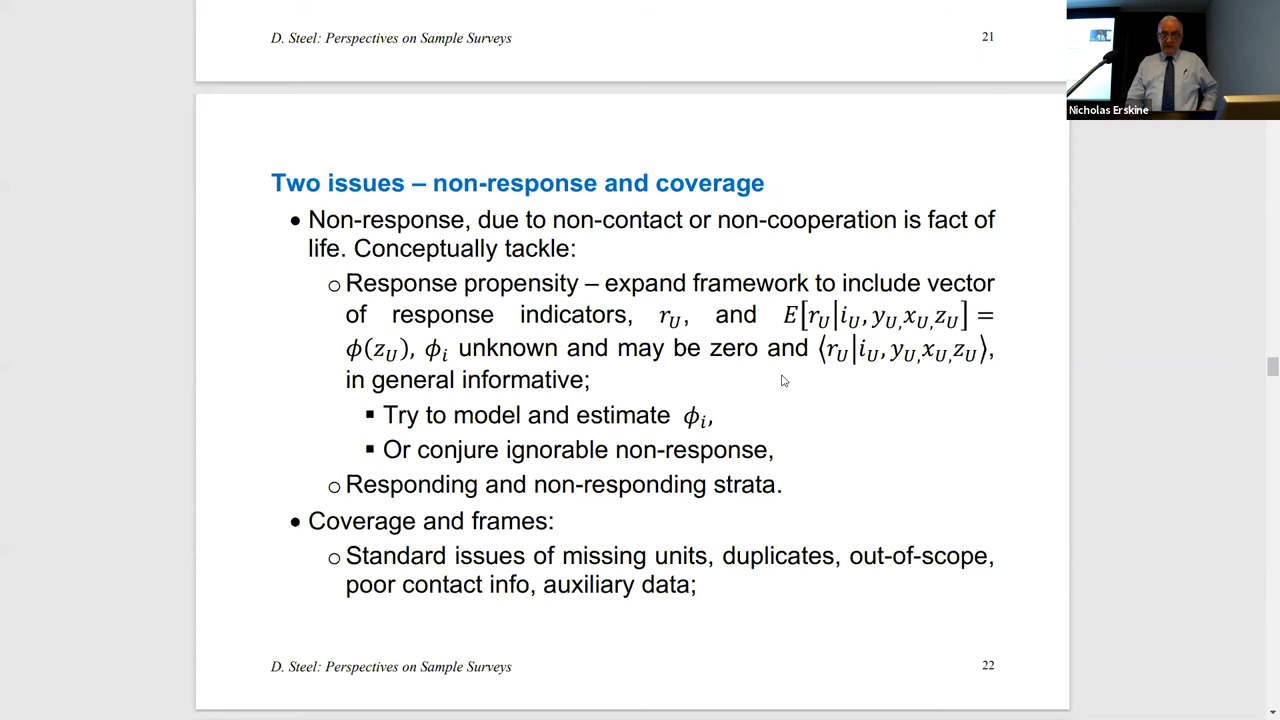 D. Steel: Perspectives on Sample Surveys 21
Nicholas Erskine
Two issues – non-response and coverage
• Non-response, due to non-contact or non-cooperation is fact of
life. Conceptually tackle:
o Response propensity – expand framework to include vector
of response indicators, r_U, and E[r_U|i_U, y_U, x_U, z_U] =
ϕ(z_U), ϕ_i unknown and may be zero and ⟨r_U|i_U, y_U, x_U, z_U⟩,
in general informative;
▪ Try to model and estimate ϕ_i,
▪ Or conjure ignorable non-response,
o Responding and non-responding strata.
• Coverage and frames:
o Standard issues of missing units, duplicates, out-of-scope,
poor contact info, auxiliary data;
D. Steel: Perspectives on Sample Surveys 22